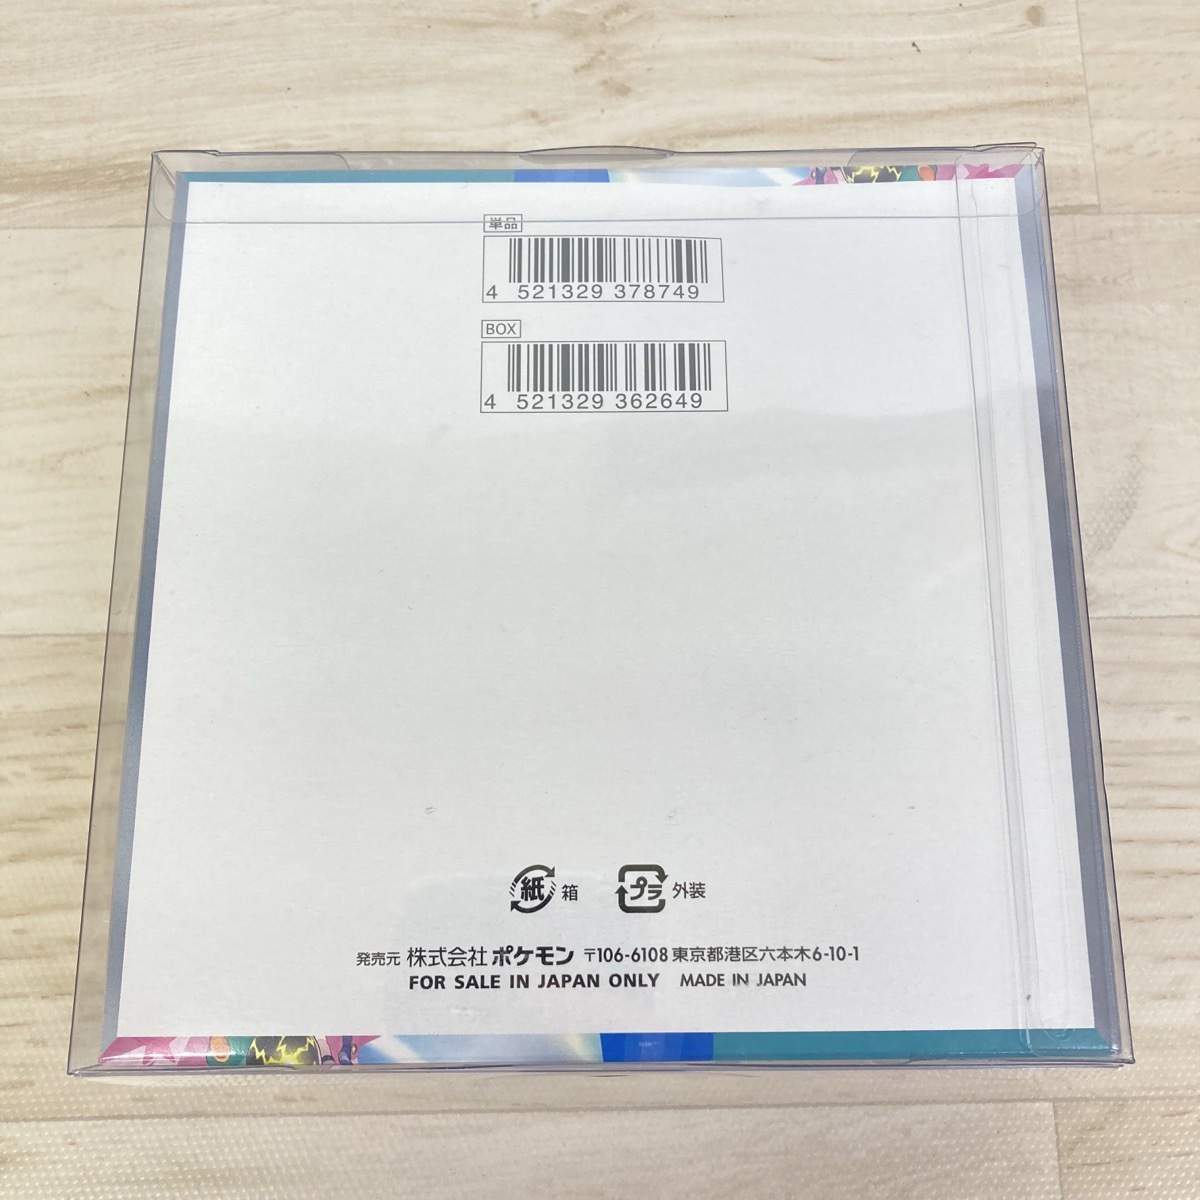 単品
4 521329 378749
BOX
4 521329 362649
紙 箱 プラ 外装
発売元 株式会社 ポケモン 〒106-6108 東京都港区六本木6-10-1
FOR SALE IN JAPAN ONLY MADE IN JAPAN